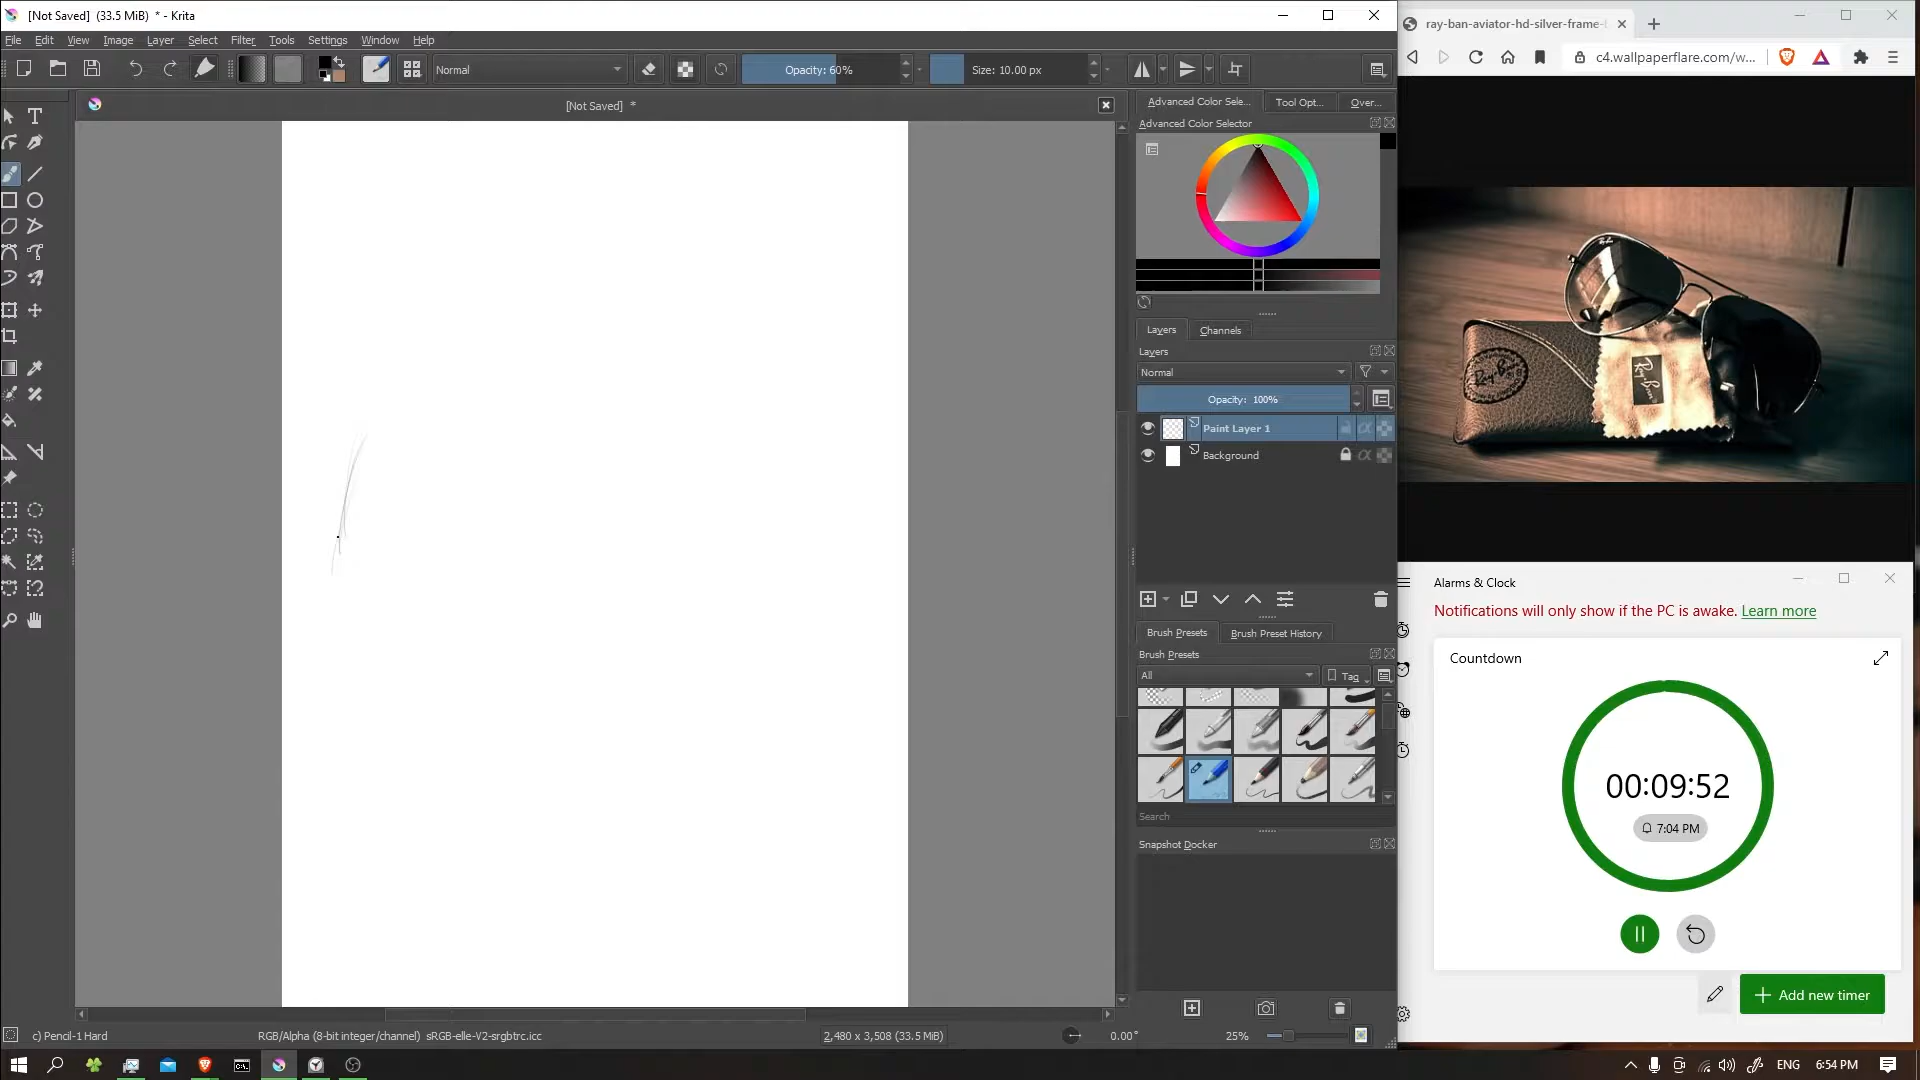 [Not Saved]  (33.5 MiB)  * - Krita
File Edit View Image Layer Select Filter Tools Settings Window Help
Normal
Opacity: 60%
Size: 10.00 px
[Not Saved]  *
Advanced Color Sele... Tool Opt... Over...
Advanced Color Selector
Layers Channels
Layers
Normal
Opacity:  100%
Paint Layer 1
Background
Brush Presets Brush Preset History
Brush Presets
All
Tag
Search
Snapshot Docker
c) Pencil-1 Hard
RGB/Alpha (8-bit integer/channel)  sRGB-elle-V2-srgbtrc.icc
2,480 x 3,508 (33.5 MiB)
0.00°
25%
ray-ban-aviator-hd-silver-frame-
c4.wallpaperflare.com/w...
Ray-Ban
Ray-Ban
Alarms & Clock
Notifications will only show if the PC is awake. Learn more
Countdown
00:09:52
7:04 PM
Add new timer
ENG
6:54 PM